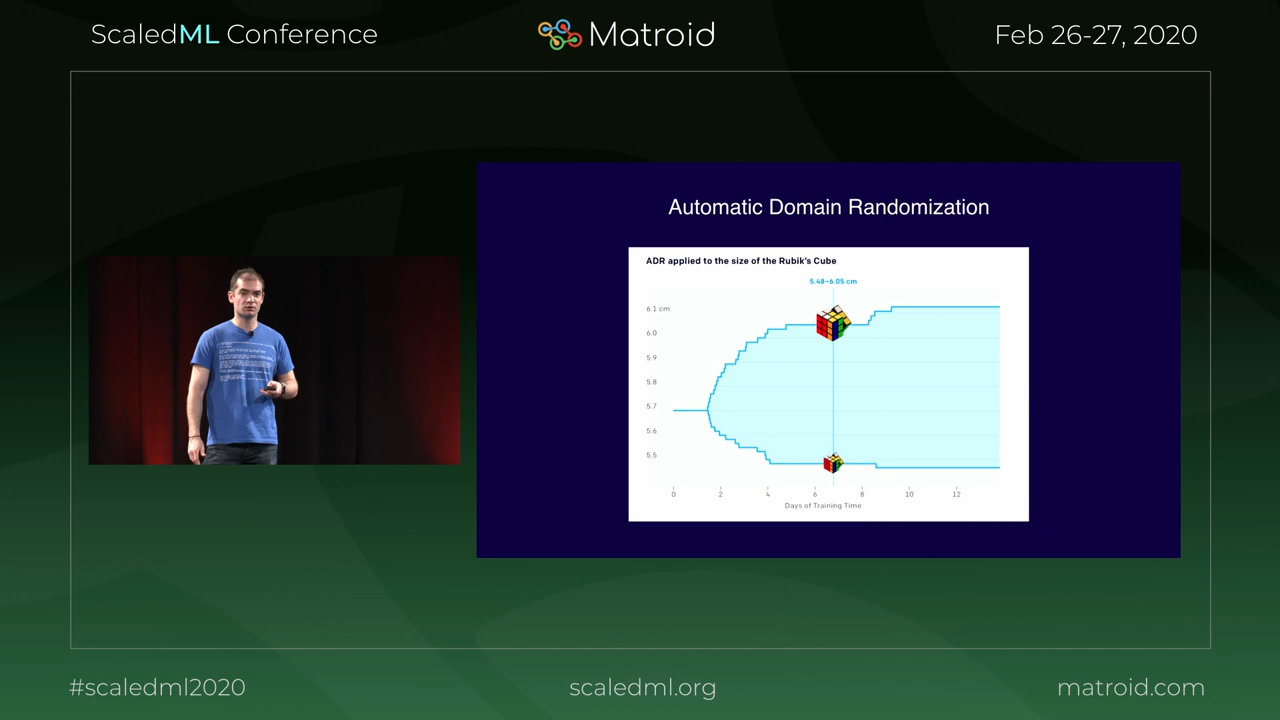 ScaledML Conference
Matroid
Feb 26-27, 2020
Automatic Domain Randomization
ADR applied to the size of the Rubik's Cube
5.48–6.05 cm
6.1 cm
6.0
5.9
5.8
5.7
5.6
5.5
0 2 4 6 8 10 12
Days of Training Time
#scaledml2020
scaledml.org
matroid.com